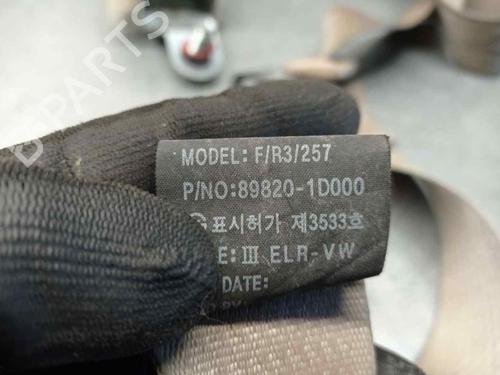 B-PARTS
MODEL: F/R3/257
P/NO:89820-1D000
표시허가 제3533호
E: III ELR-VW
DATE: